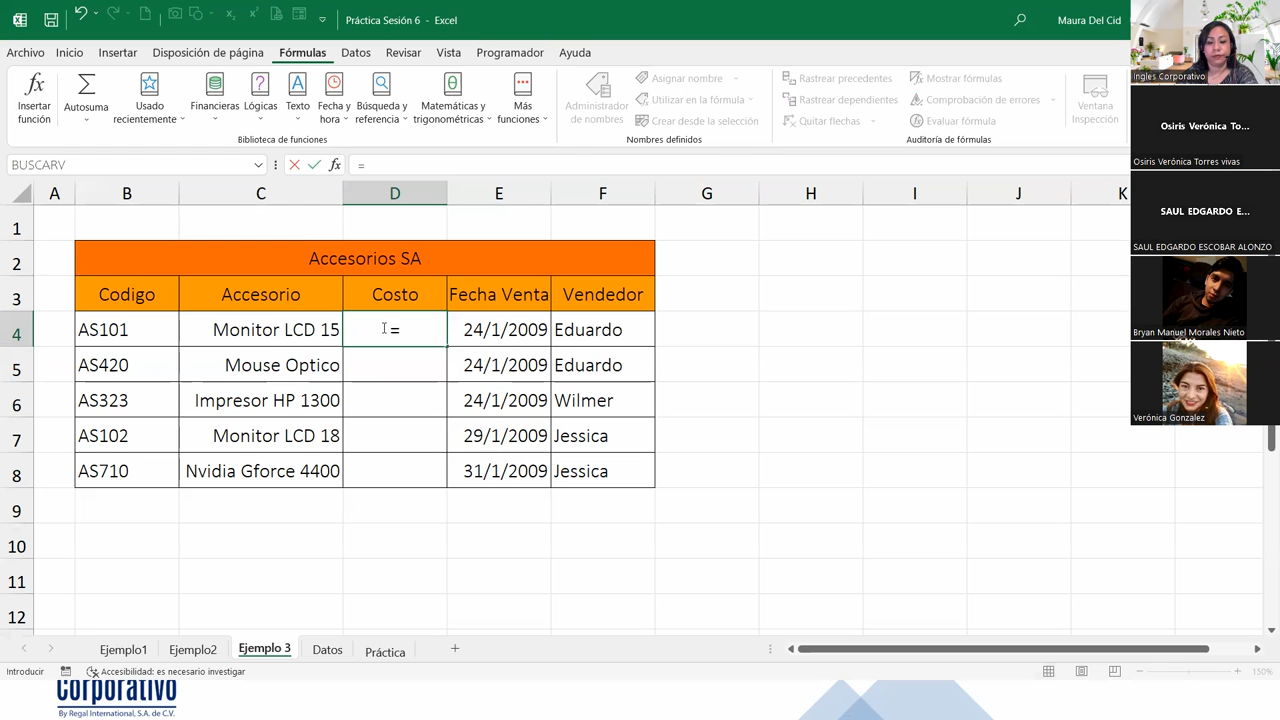 Práctica Sesión 6 - Excel
Maura Del Cid
Archivo Inicio Insertar Disposición de página Fórmulas Datos Revisar Vista Programador Ayuda
Insertar función
Autosuma
Usado recientemente
Financieras
Lógicas
Texto
Fecha y hora
Búsqueda y referencia
Matemáticas y trigonométricas
Más funciones
Biblioteca de funciones
Administrador de nombres
Asignar nombre
Utilizar en la fórmula
Crear desde la selección
Nombres definidos
Rastrear precedentes
Rastrear dependientes
Quitar flechas
Mostrar fórmulas
Comprobación de errores
Evaluar fórmula
Auditoría de fórmulas
Ventana Inspección
BUSCARV fx =
A B C D E F G H I J K
1
2 Accesorios SA
3 Codigo Accesorio Costo Fecha Venta Vendedor
4 AS101 Monitor LCD 15 = 24/1/2009 Eduardo
5 AS420 Mouse Optico 24/1/2009 Eduardo
6 AS323 Impresor HP 1300 24/1/2009 Wilmer
7 AS102 Monitor LCD 18 29/1/2009 Jessica
8 AS710 Nvidia Gforce 4400 31/1/2009 Jessica
9
10
11
12
Ejemplo1 Ejemplo2 Ejemplo 3 Datos Práctica
Introducir Accesibilidad: es necesario investigar 150%
Ingles Corporativo
Osiris Verónica To...
Osiris Verónica Torres vivas
SAUL EDGARDO E...
SAUL EDGARDO ESCOBAR ALONZO
Bryan Manuel Morales Nieto
Verónica Gonzalez
Corporativo
By Regal International, S.A. de C.V.